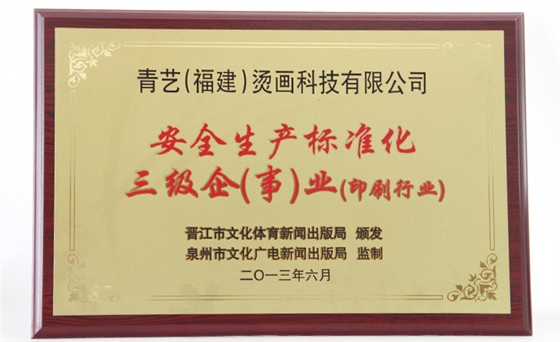 青艺(福建)烫画科技有限公司
安全生产标准化
三级企(事)业(印刷行业)
晋江市文化体育新闻出版局 颁发
泉州市文化广电新闻出版局 监制
二〇一三年六月